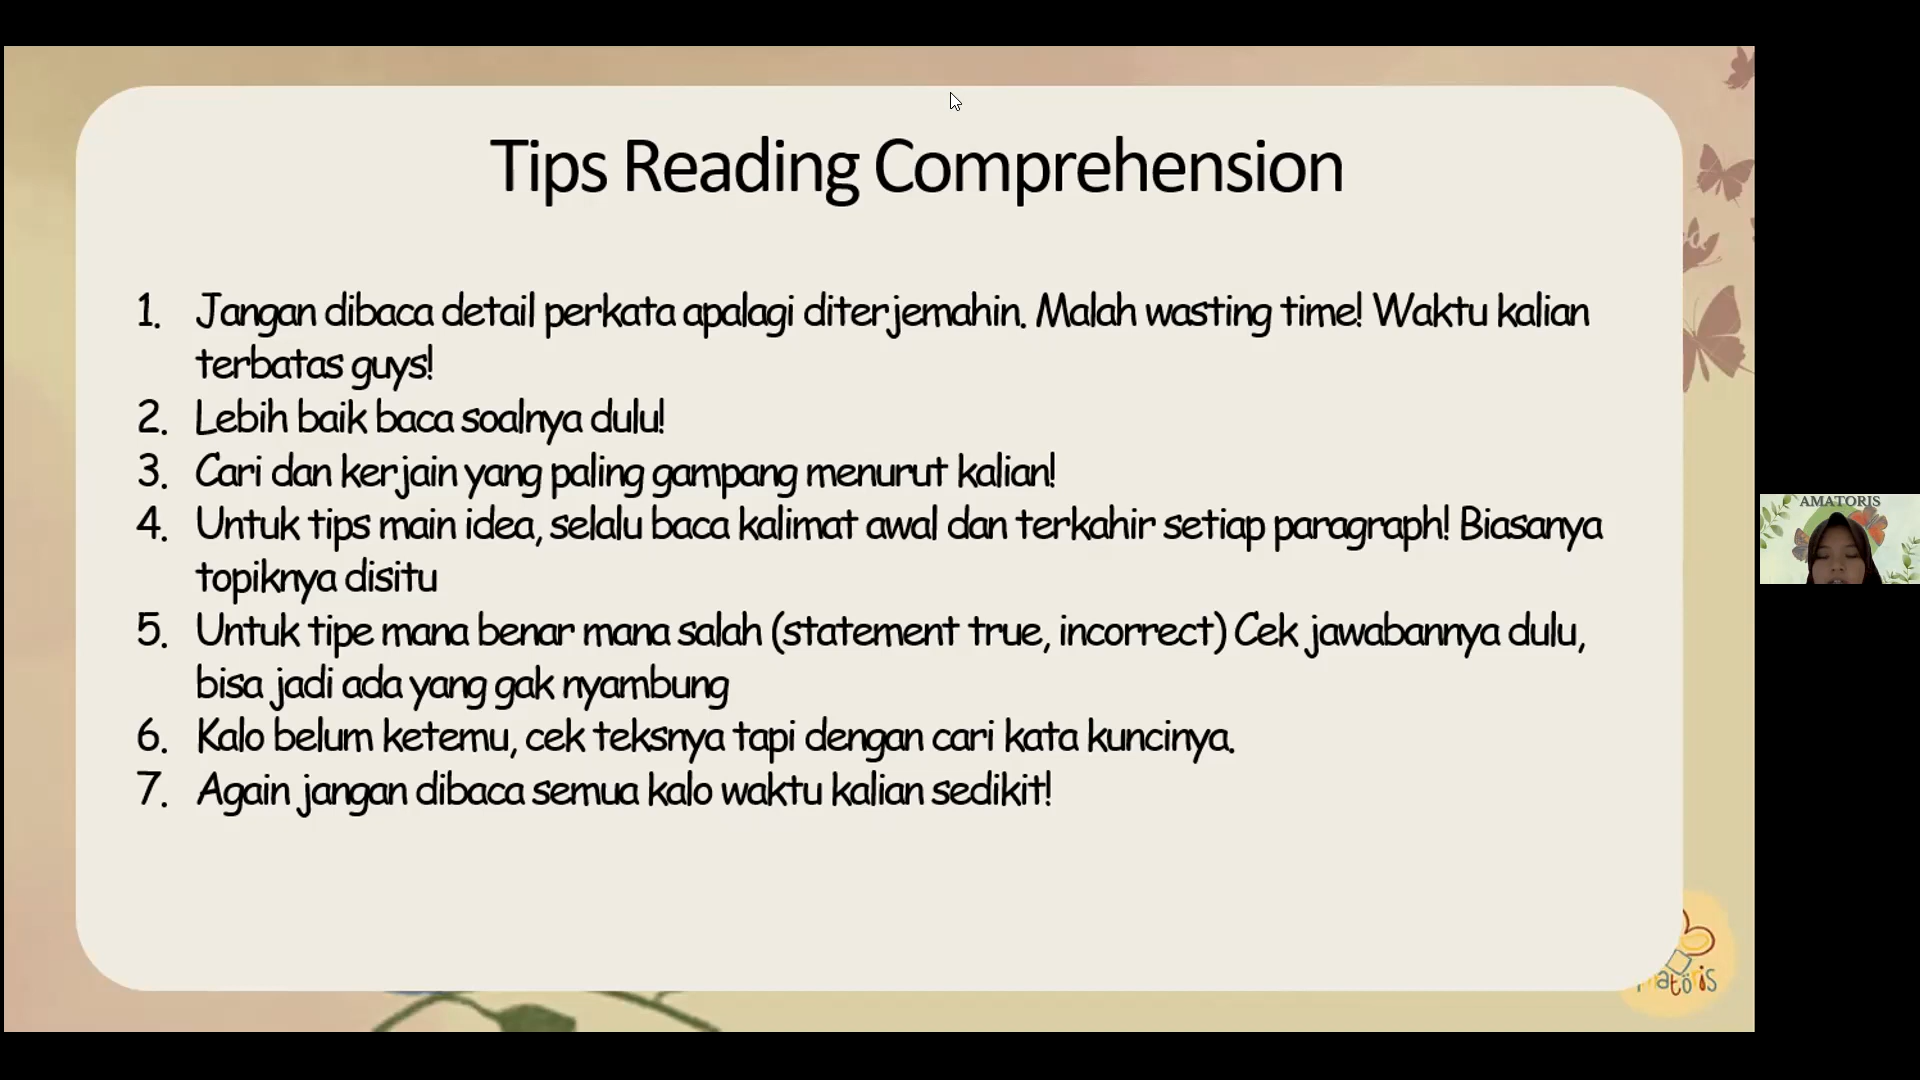 Tips Reading Comprehension
1. Jangan dibaca detail perkata apalagi diterjemahin. Malah wasting time! Waktu kalian
terbatas guys!
2. Lebih baik baca soalnya dulu!
3. Cari dan kerjain yang paling gampang menurut kalian!
4. Untuk tips main idea, selalu baca kalimat awal dan terkahir setiap paragraph! Biasanya
topiknya disitu
5. Untuk tipe mana benar mana salah (statement true, incorrect) Cek jawabannya dulu,
bisa jadi ada yang gak nyambung
6. Kalo belum ketemu, cek teksnya tapi dengan cari kata kuncinya.
7. Again jangan dibaca semua kalo waktu kalian sedikit!
AMATORIS